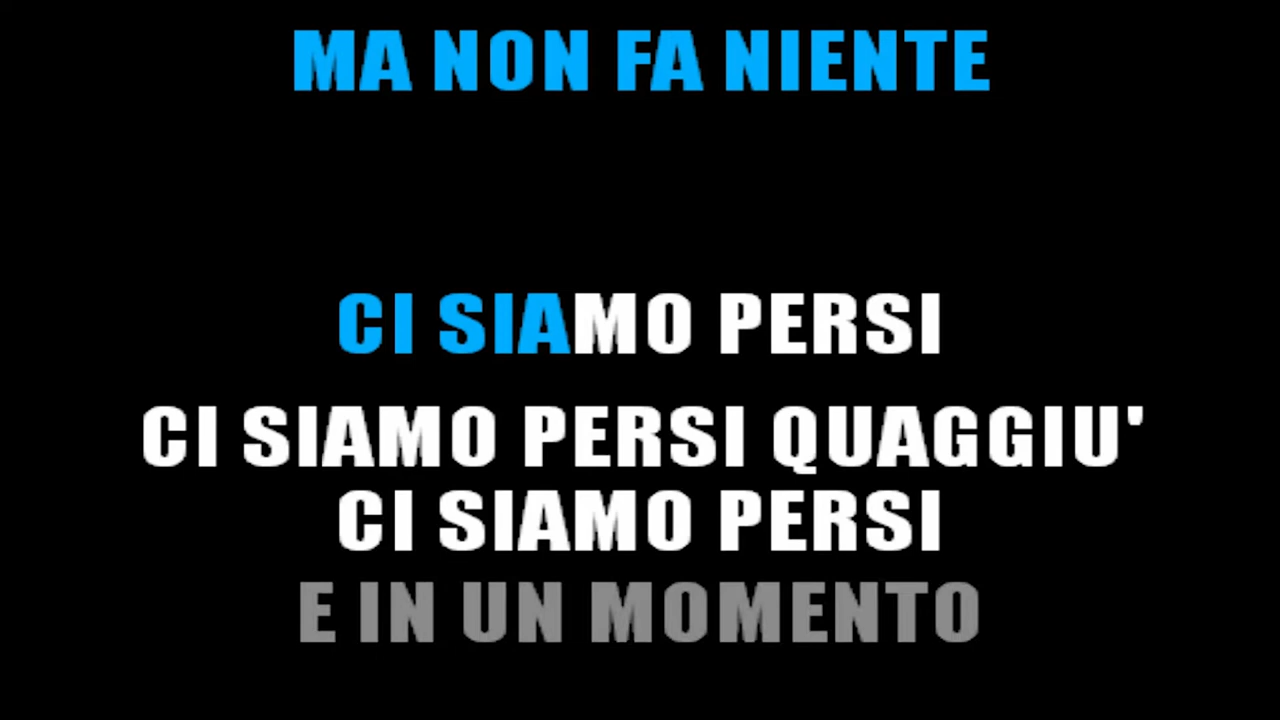 MA NON FA NIENTE
CI SIAMO PERSI
CI SIAMO PERSI QUAGGIU'
CI SIAMO PERSI
E IN UN MOMENTO